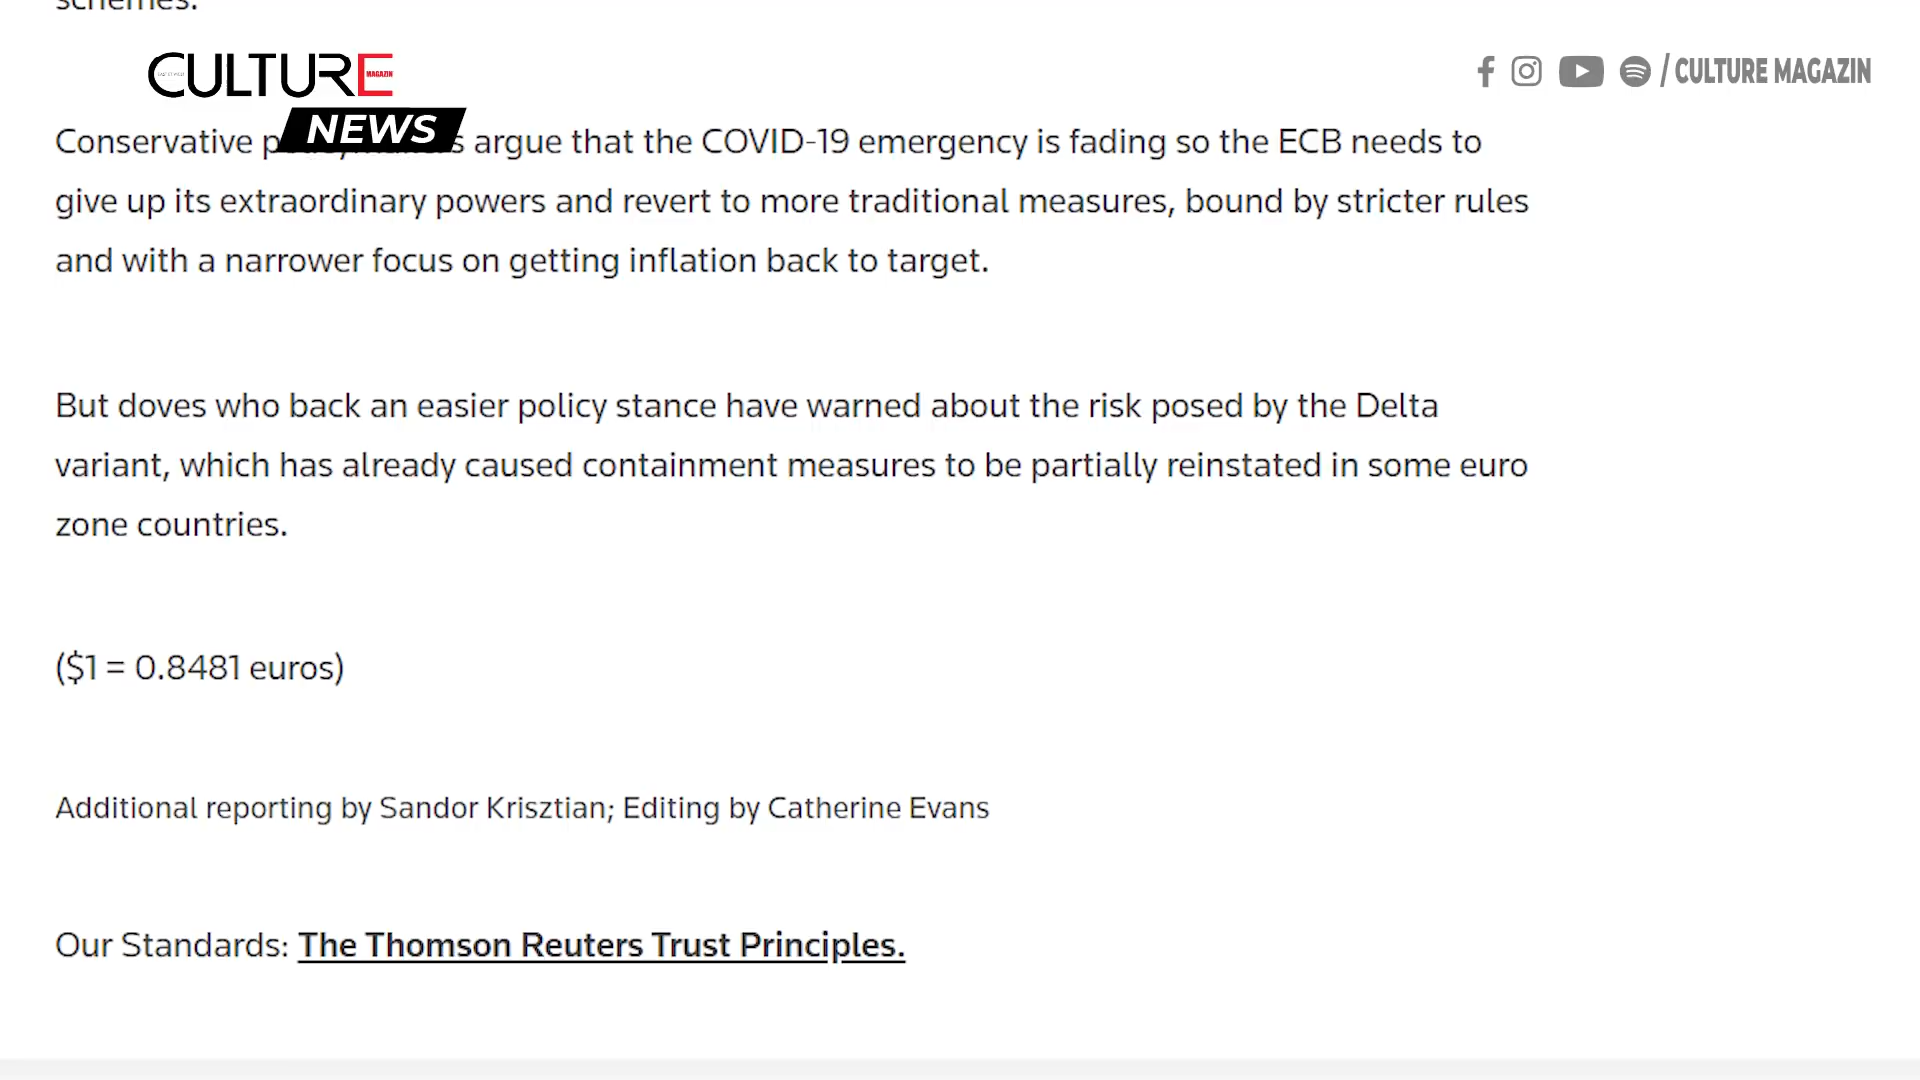 schemes.
CULTURE
MAGAZIN
NEWS
/ CULTURE MAGAZIN
Conservative argue that the COVID-19 emergency is fading so the ECB needs to
give up its extraordinary powers and revert to more traditional measures, bound by stricter rules
and with a narrower focus on getting inflation back to target.
But doves who back an easier policy stance have warned about the risk posed by the Delta
variant, which has already caused containment measures to be partially reinstated in some euro
zone countries.
($1 = 0.8481 euros)
Additional reporting by Sandor Krisztian; Editing by Catherine Evans
Our Standards: The Thomson Reuters Trust Principles.